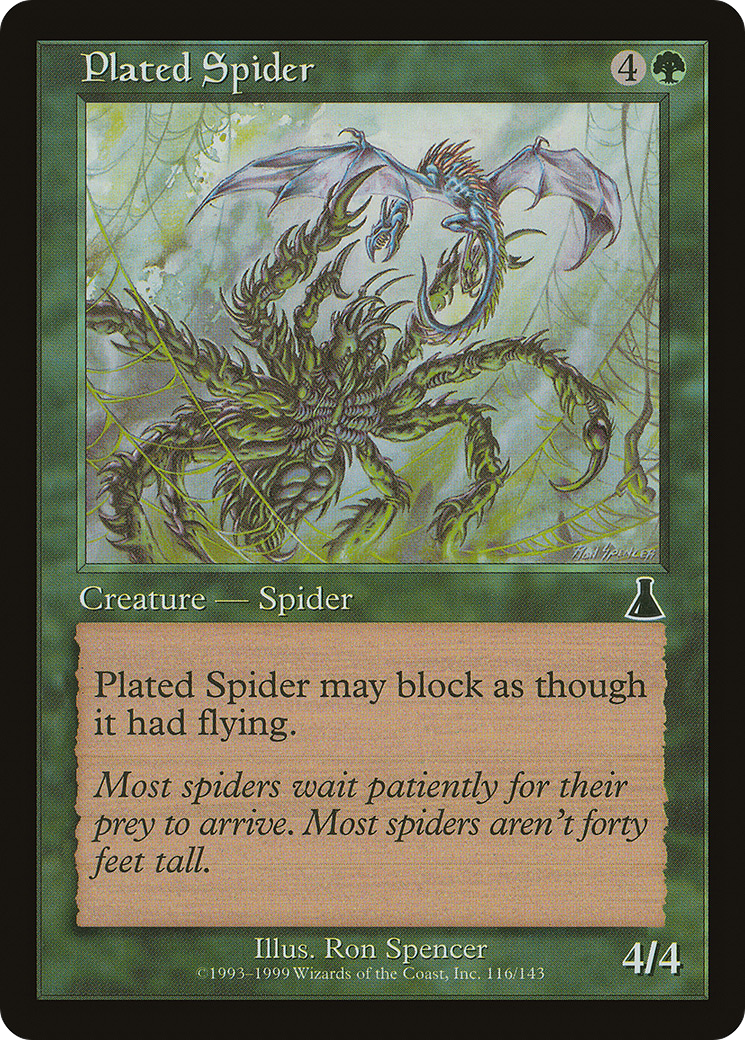 Plated Spider 4
RON SPENCER
Creature — Spider
Plated Spider may block as though
it had flying.
Most spiders wait patiently for their
prey to arrive. Most spiders aren't forty
feet tall.
Illus. Ron Spencer
©1993–1999 Wizards of the Coast, Inc. 116/143
4/4